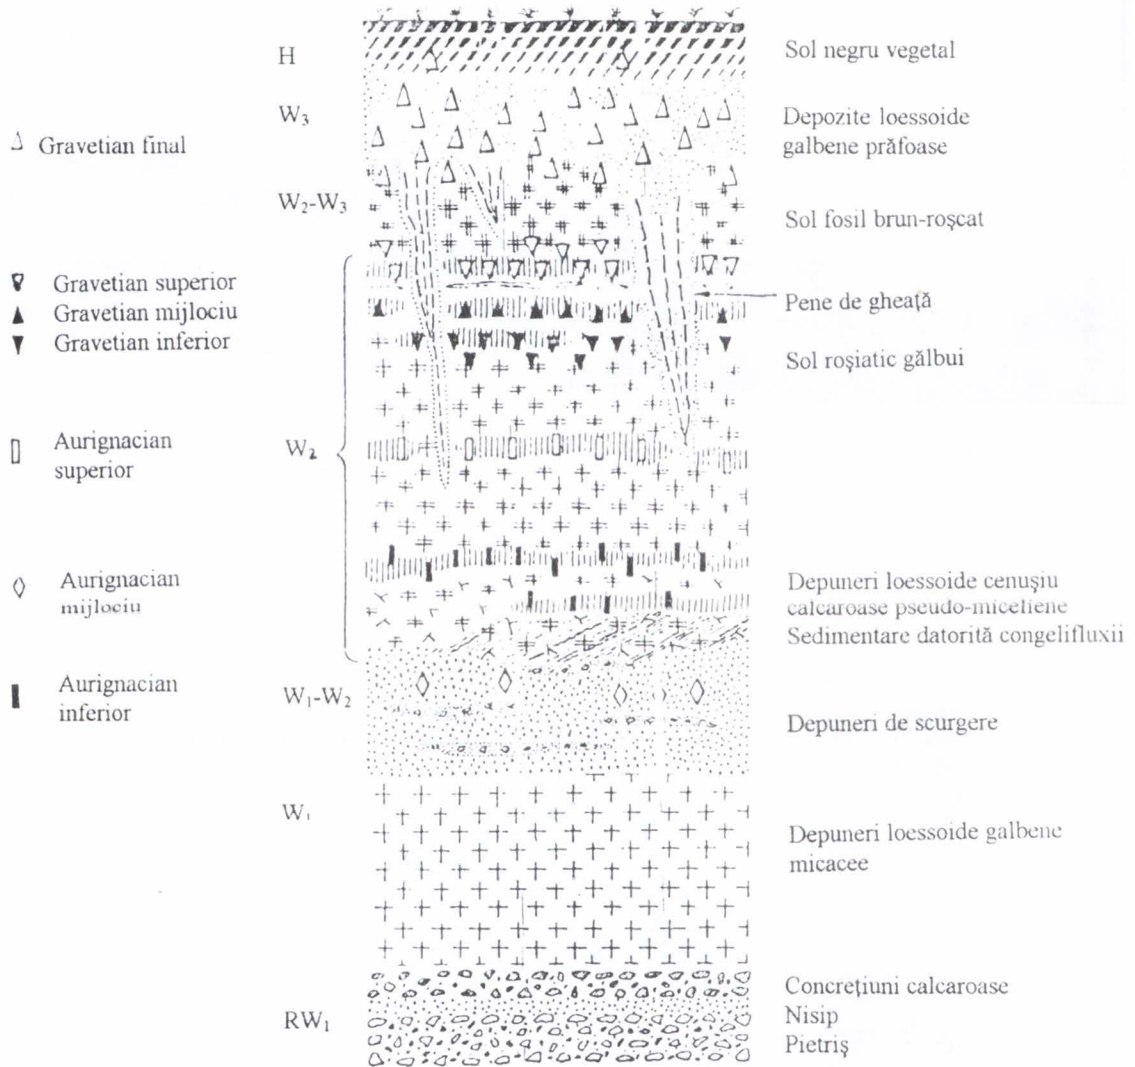 Gravetian final
Gravetian superior
Gravetian mijlociu
Gravetian inferior
Aurignacian
superior
Aurignacian
mijlociu
Aurignacian
inferior
H
W₃
W₂-W₃
W₂
W₁-W₂
W₁
RW₁
Sol negru vegetal
Depozite loessoide
galbene prăfoase
Sol fosil brun-roşcat
Pene de gheaţă
Sol roşiatic gălbui
Depuneri loessoide cenuşiu
calcaroase pseudo-miceliene
Sedimentare datorită congelifluxii
Depuneri de scurgere
Depuneri loessoide galbene
micacee
Concreţiuni calcaroase
Nisip
Pietriş